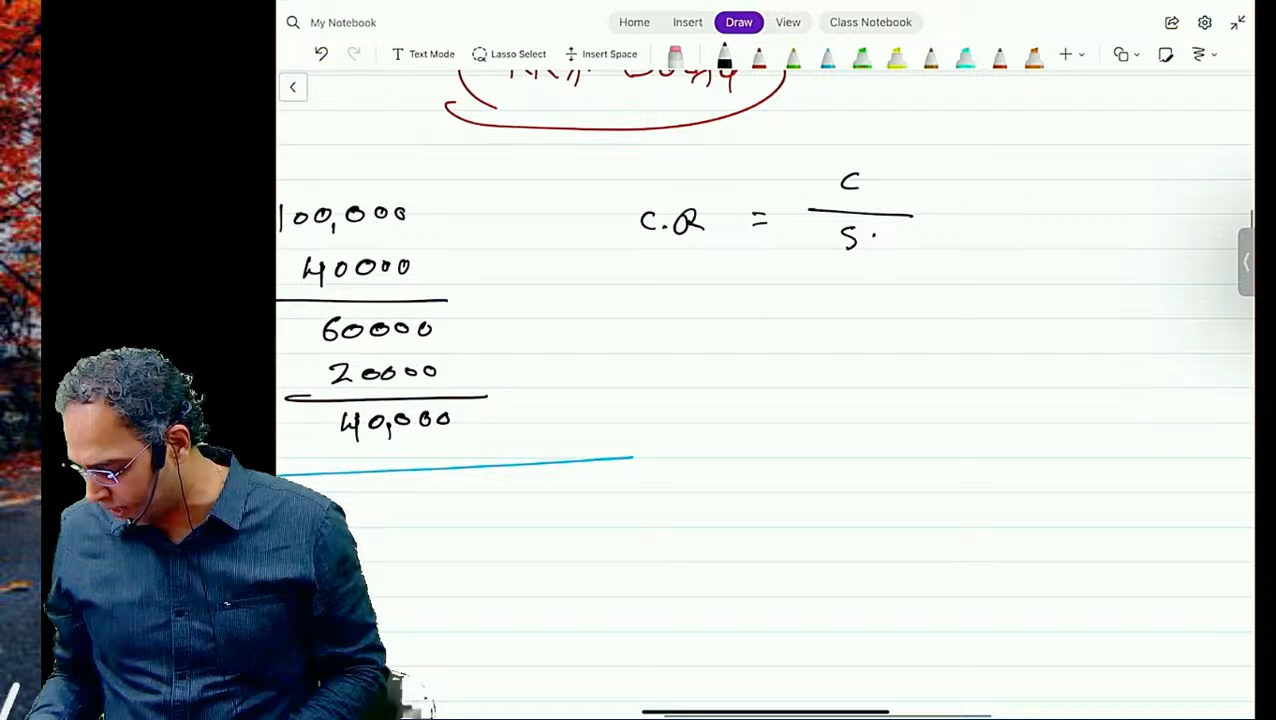 My Notebook
Home Insert Draw View Class Notebook
Text Mode Lasso Select Insert Space
C
100,000 C.R =
S.
40000
60000
20000
40,000